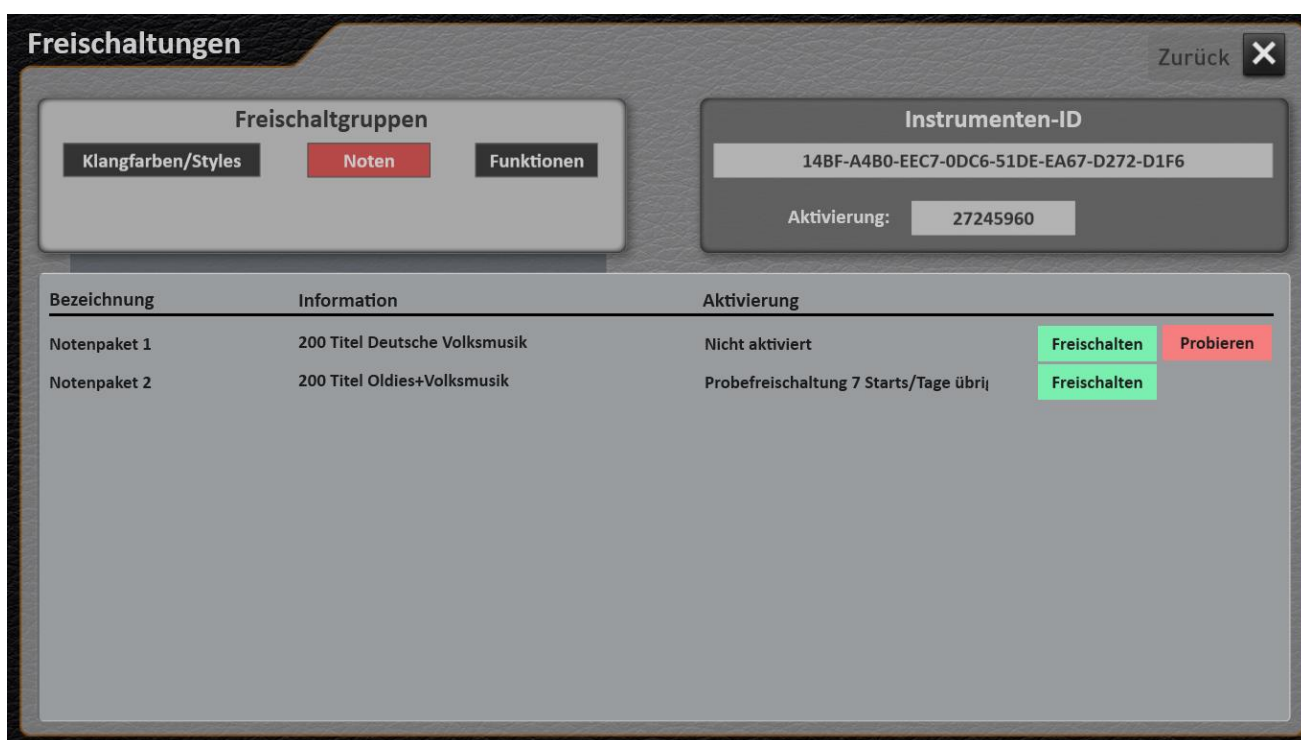 Freischaltungen
Zurück
Freischaltgruppen
Klangfarben/Styles Noten Funktionen
Instrumenten-ID
14BF-A4B0-EEC7-0DC6-51DE-EA67-D272-D1F6
Aktivierung: 27245960
Bezeichnung Information Aktivierung
Notenpaket 1 200 Titel Deutsche Volksmusik Nicht aktiviert Freischalten Probieren
Notenpaket 2 200 Titel Oldies+Volksmusik Probefreischaltung 7 Starts/Tage übri Freischalten